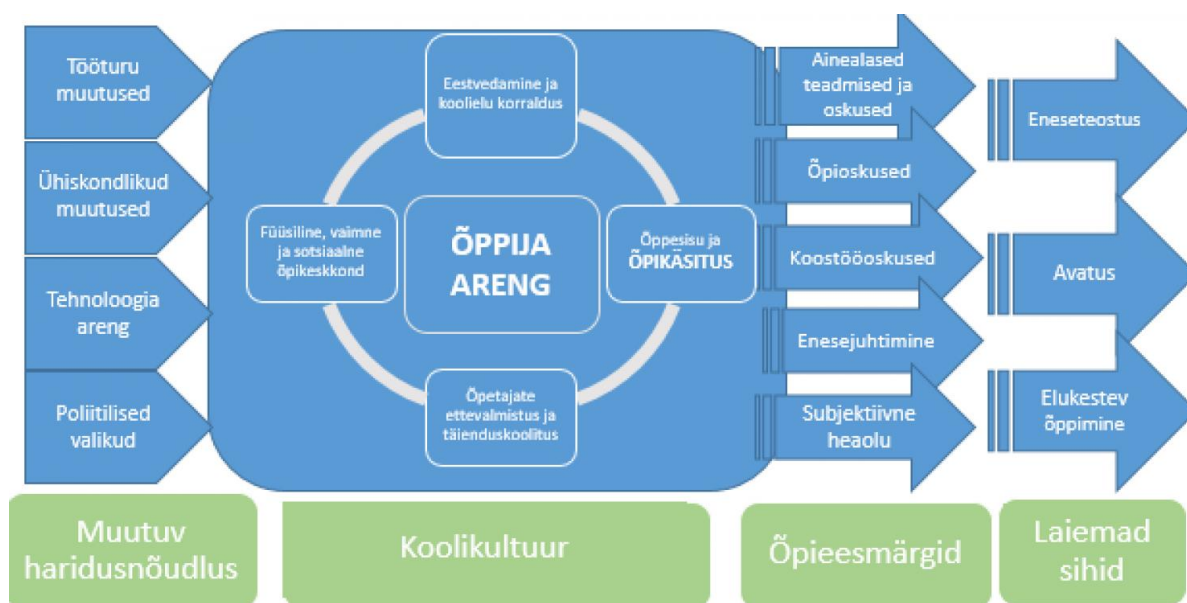 Tööturu
muutused
Ühiskondlikud
muutused
Tehnoloogia
areng
Poliitilised
valikud
Eestvedamine ja
koolielu korraldus
Füüsiline, vaimne
ja sotsiaalne
õpikeskkond
ÕPPIJA
ARENG
Õppesisu ja
ÕPIKÄSITUS
Õpetajate
ettevalmistus ja
täienduskoolitus
Ainealased
teadmised ja
oskused
Õpioskused
Koostööoskused
Enesejuhtimine
Subjektiivne
heaolu
Eneseteostus
Avatus
Elukestev
õppimine
Muutuv
haridusnõudlus
Koolikultuur
Õpieesmärgid
Laiemad
sihid